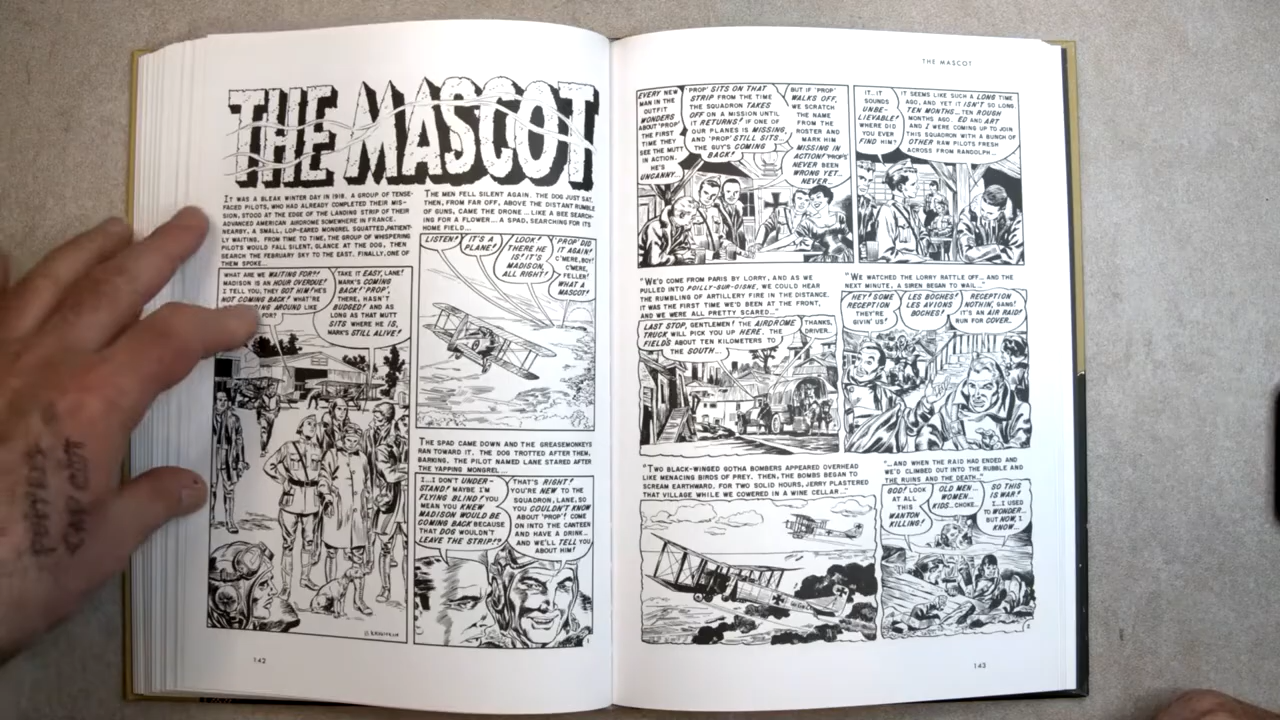 THE MASCOT
IT WAS A BLEAK WINTER DAY IN 1918. A GROUP OF TENSE-
FACED PILOTS, WHO HAD ALREADY COMPLETED THEIR MIS-
SION, STOOD AT THE EDGE OF THE LANDING STRIP OF THEIR
ADVANCED AMERICAN AIRDROME SOMEWHERE IN FRANCE.
NEARBY, A SMALL, LOP-EARED MONGREL SQUATTED, PATIENT-
LY WAITING. FROM TIME TO TIME, THE GROUP OF WHISPERING
PILOTS WOULD FALL SILENT, GLANCE AT THE DOG, THEN
SEARCH THE FEBRUARY SKY TO THE EAST. FINALLY, ONE OF
THEM SPOKE...
WHAT ARE WE WAITING FOR?!
MADISON IS AN HOUR OVERDUE!
I TELL YOU, THEY GOT HIM! HE'S
NOT COMING BACK! WHAT'RE
AROUND LIKE
FOR?
TAKE IT EASY, LANE!
MARK'S COMING
BACK! 'PROP',
THERE, HASN'T
BUDGED! AND AS
LONG AS THAT MUTT
SITS WHERE HE IS,
MARK'S STILL ALIVE!
THE MEN FELL SILENT AGAIN. THE DOG JUST SAT.
THEN, FROM FAR OFF, ABOVE THE DISTANT RUMBLE
OF GUNS, CAME THE DRONE... LIKE A BEE SEARCH-
ING FOR A FLOWER... A SPAD, SEARCHING FOR ITS
HOME FIELD...
LISTEN!
IT'S A
PLANE!
LOOK!
THERE HE
IS! IT'S
MADISON,
ALL RIGHT!
'PROP' DID
IT AGAIN!
C'MERE, BOY!
C'MERE,
FELLER!
WHAT A
MASCOT!
THE SPAD CAME DOWN AND THE GREASEMONKEYS
RAN TOWARD IT. THE DOG TROTTED AFTER THEM,
BARKING. THE PILOT NAMED LANE STARED AFTER
THE YAPPING MONGREL...
I...I DON'T UNDER-
STAND! MAYBE I'M
FLYING BLIND! YOU
MEAN YOU KNEW
MADISON WOULD BE
COMING BACK BECAUSE
THAT DOG WOULDN'T
LEAVE THE STRIP?
THAT'S RIGHT!
YOU'RE NEW TO THE
SQUADRON, LANE, SO
YOU COULDN'T KNOW
ABOUT 'PROP'! COME
ON INTO THE CANTEEN
AND HAVE A DRINK...
AND WE'LL TELL YOU
ABOUT HIM!
142
THE MASCOT
EVERY NEW
MAN IN THE
OUTFIT
WONDERS
ABOUT 'PROP'
THE FIRST
TIME THEY
SEE THE MUTT
IN ACTION.
HE'S
UNCANNY...
'PROP' SITS ON THAT
STRIP FROM THE TIME
THE SQUADRON TAKES
OFF ON A MISSION UNTIL
IT RETURNS! IF ONE OF
OUR PLANES IS MISSING,
AND 'PROP' STILL SITS...
THE GUY'S COMING
BACK!
BUT IF 'PROP'
WALKS OFF,
WE SCRATCH
THE NAME
FROM THE
ROSTER AND
MARK HIM
MISSING IN
ACTION! 'PROP'S
NEVER BEEN
WRONG YET...
NEVER...
IT...IT
SOUNDS
UNBE-
LIEVABLE!
WHERE DID
YOU EVER
FIND HIM?
IT SEEMS LIKE SUCH A LONG TIME
AGO, AND YET IT ISN'T SO LONG.
TEN MONTHS... TEN ROUGH
MONTHS AGO. ED AND ART
AND I WERE COMING UP TO JOIN
THIS SQUADRON WITH A BUNCH OF
OTHER RAW PILOTS FRESH
ACROSS FROM RANDOLPH...
"WE'D COME FROM PARIS BY LORRY, AND AS WE
PULLED INTO POILLY-SUR-OISNE, WE COULD HEAR
THE RUMBLING OF ARTILLERY FIRE IN THE DISTANCE.
IT WAS THE FIRST TIME WE'D BEEN AT THE FRONT,
AND WE WERE ALL PRETTY SCARED..."
LAST STOP, GENTLEMEN! THE AIRDROME
TRUCK WILL PICK YOU UP HERE. THE
FIELD'S ABOUT TEN KILOMETERS TO
THE SOUTH...
THANKS,
DRIVER...
"WE WATCHED THE LORRY RATTLE OFF... AND THE
NEXT MINUTE, A SIREN BEGAN TO WAIL..."
HEY! SOME
RECEPTION
THEY'RE
GIVIN' US!
LES BOCHES!
LES AVIONS
BOCHES!
RECEPTION
NOTHIN', GANG!
IT'S AN AIR RAID!
RUN FOR COVER...
"TWO BLACK-WINGED GOTHA BOMBERS APPEARED OVERHEAD
LIKE MENACING BIRDS OF PREY. THEN, THE BOMBS BEGAN TO
SCREAM EARTHWARD. FOR TWO SOLID HOURS, JERRY PLASTERED
THAT VILLAGE WHILE WE COWERED IN A WINE CELLAR..."
"...AND WHEN THE RAID HAD ENDED AND
WE'D CLIMBED OUT INTO THE RUBBLE AND
THE RUINS AND THE DEATH..."
GOD! LOOK
AT ALL
THIS
WANTON
KILLING!
OLD MEN...
WOMEN...
KIDS...CHOKE...
SO THIS
IS WAR!
I...I USED
TO WONDER...
BUT NOW, I
KNOW...
2
143